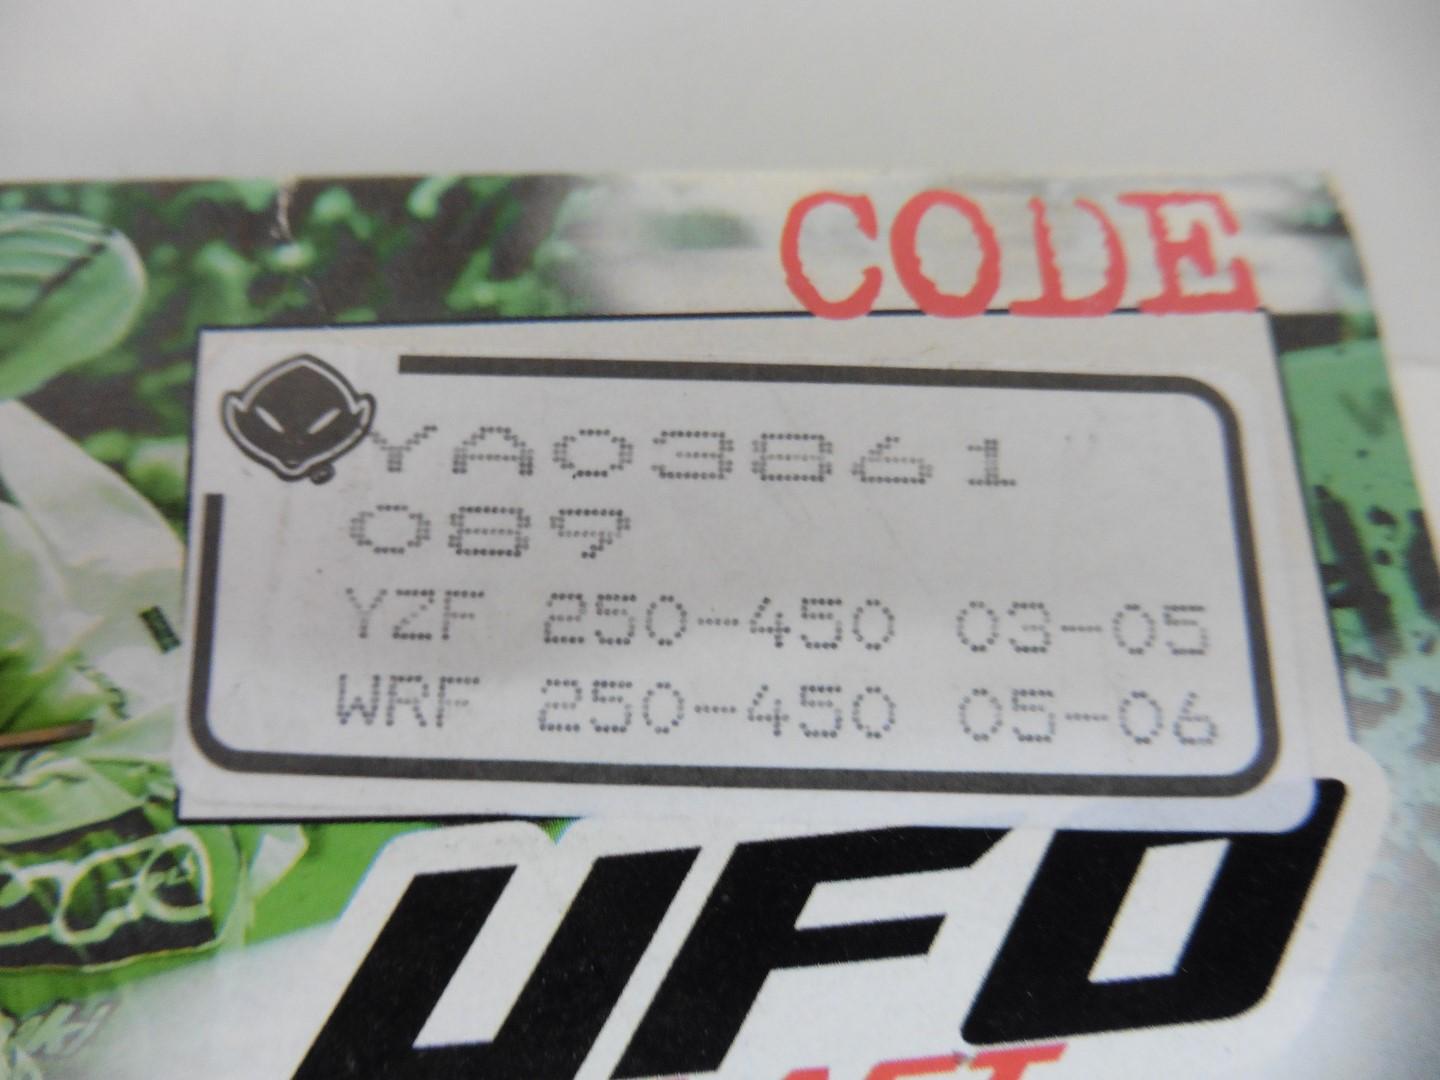 CODE
YA03861
089
YZF 250-450 03-05
WRF 250-450 05-06
UFO